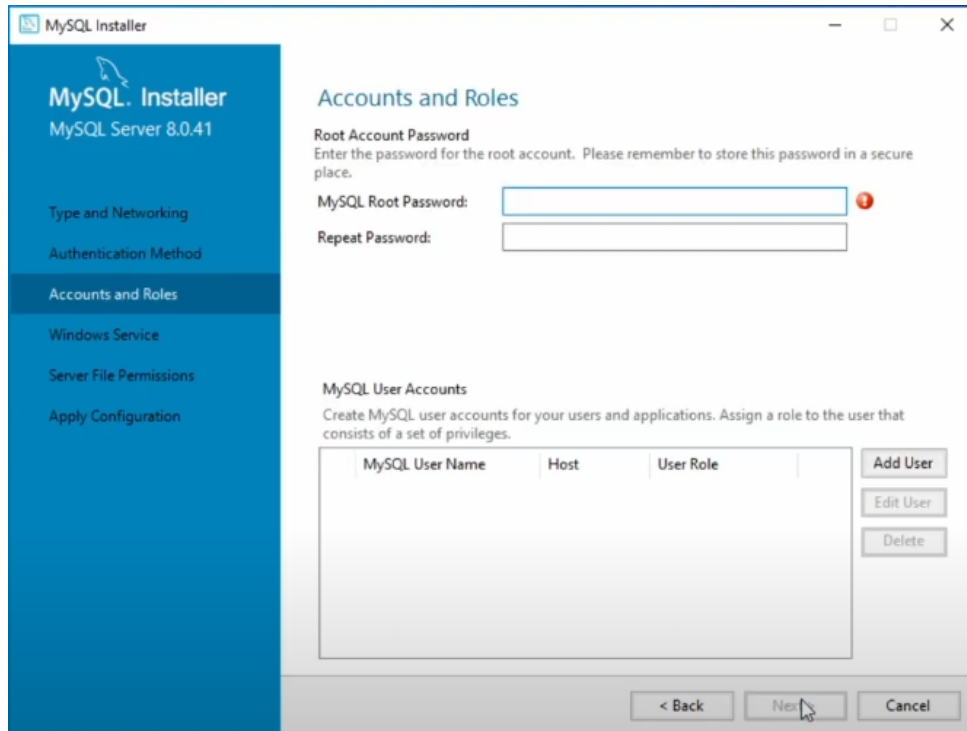 MySQL Installer
MySQL. Installer
MySQL Server 8.0.41
Type and Networking
Authentication Method
Accounts and Roles
Windows Service
Server File Permissions
Apply Configuration
Accounts and Roles
Root Account Password
Enter the password for the root account. Please remember to store this password in a secure
place.
MySQL Root Password:
Repeat Password:
MySQL User Accounts
Create MySQL user accounts for your users and applications. Assign a role to the user that
consists of a set of privileges.
MySQL User Name Host User Role
Add User
Edit User
Delete
< Back Next > Cancel